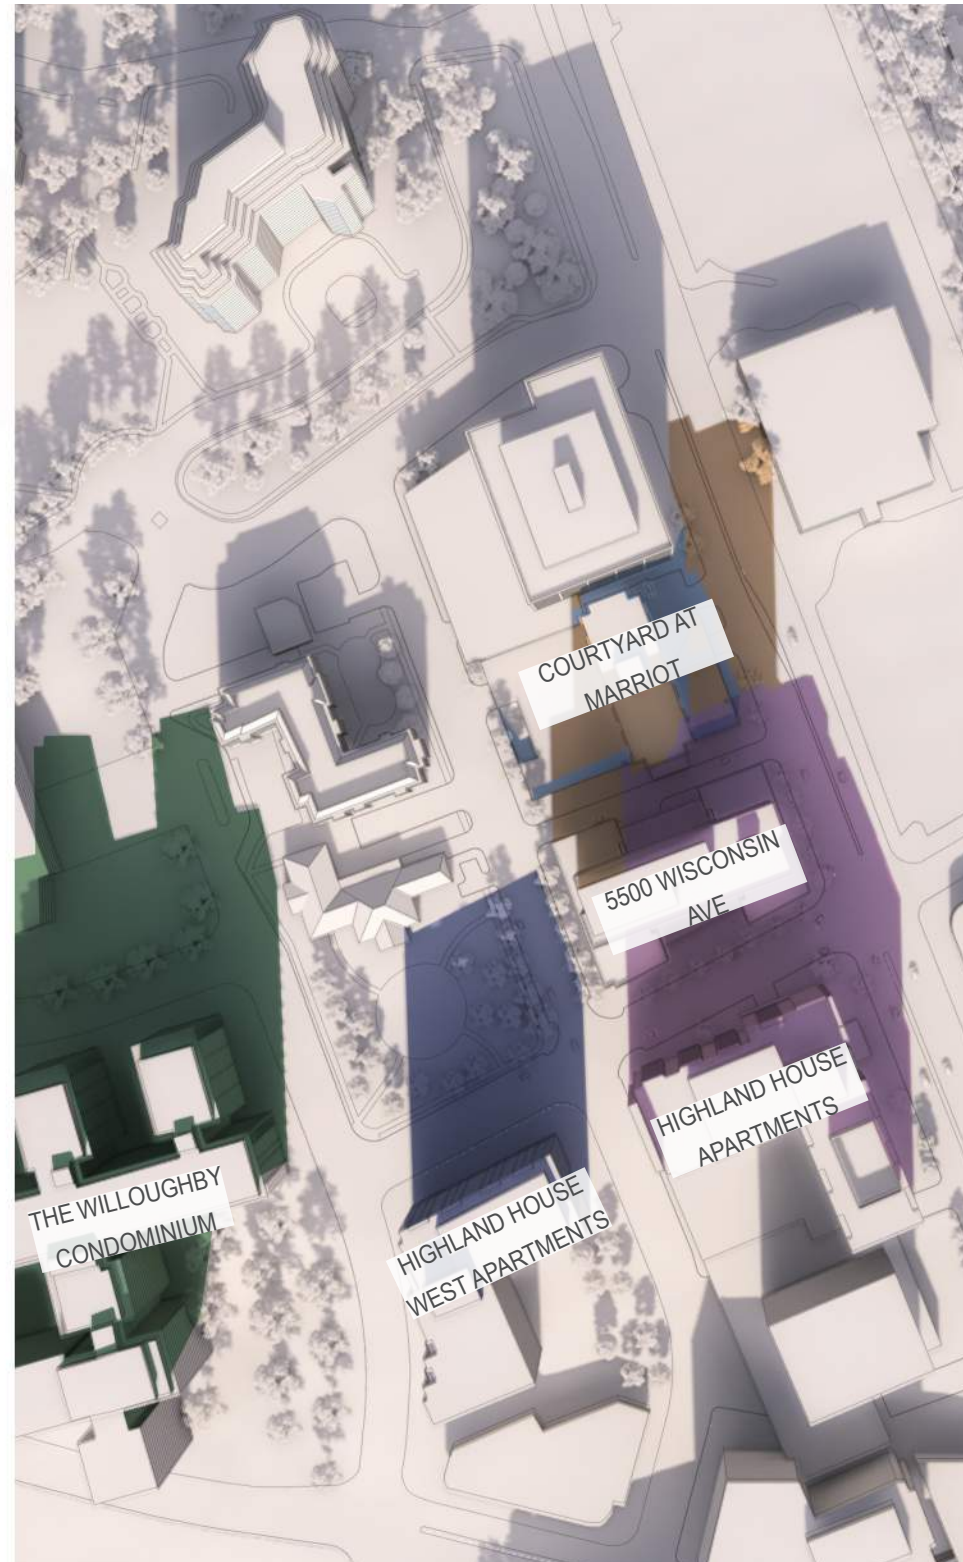 COURTYARD AT
MARRIOT
5500 WISCONSIN
AVE
HIGHLAND HOUSE
APARTMENTS
THE WILLOUGHBY
CONDOMINIUM
HIGHLAND HOUSE
WEST APARTMENTS